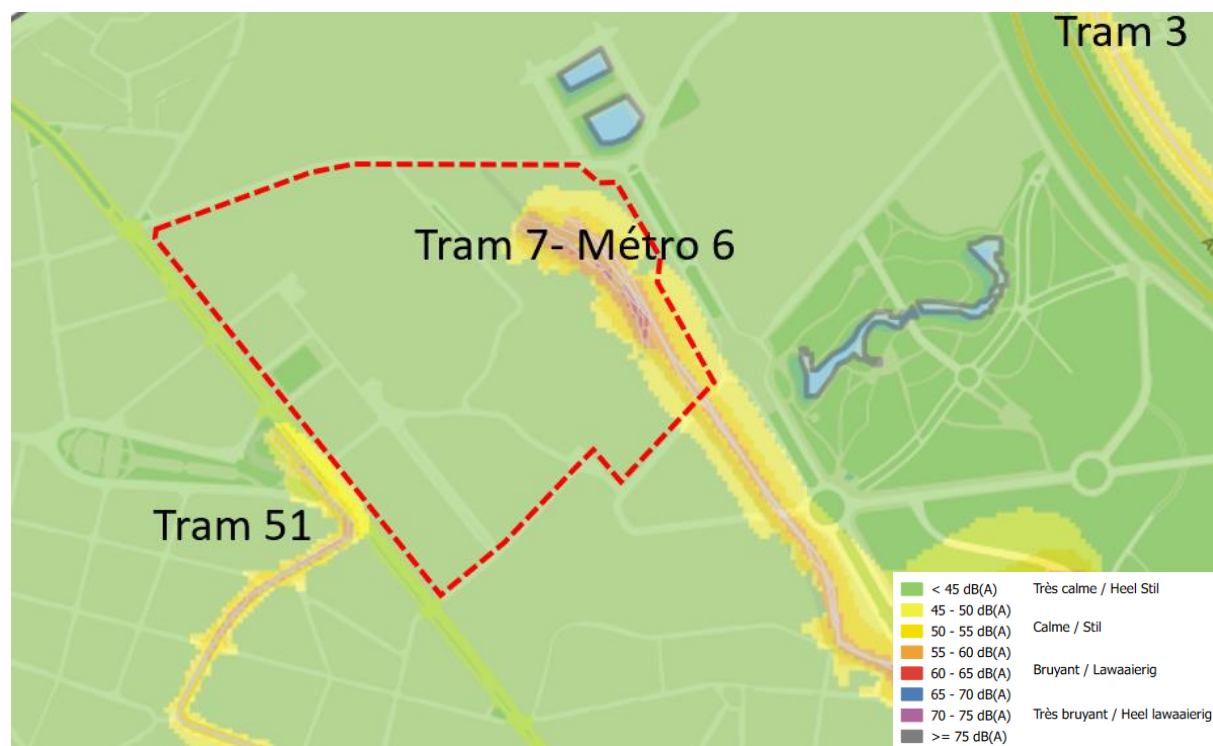 Tram 3
Tram 7- Métro 6
Tram 51
< 45 dB(A) Très calme / Heel Stil
45 - 50 dB(A)
50 - 55 dB(A) Calme / Stil
55 - 60 dB(A)
60 - 65 dB(A) Bruyant / Lawaaierig
65 - 70 dB(A)
70 - 75 dB(A) Très bruyant / Heel lawaaierig
>= 75 dB(A)